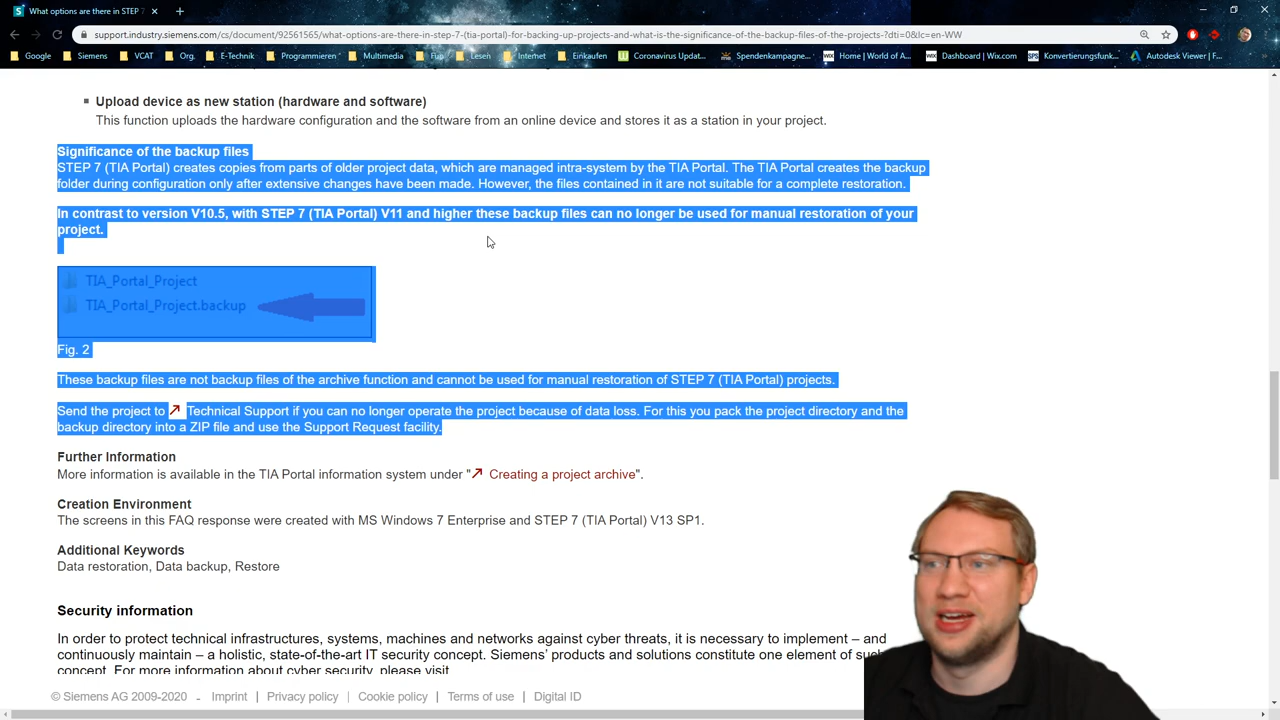 What options are there in STEP 7
support.industry.siemens.com/cs/document/92561565/what-options-are-there-in-step-7-(tia-portal)-for-backing-up-projects-and-what-is-the-significance-of-the-backup-files-of-the-projects-?dti=0&lc=en-WW
Google Siemens VCAT Org. E-Technik Programmieren Multimedia Fup Lesen Internet Einkaufen Coronavirus Updat... Spendenkampagne... Home | World of A... Dashboard | Wix.com Konvertierungsfunk... Autodesk Viewer | F...
Upload device as new station (hardware and software)
This function uploads the hardware configuration and the software from an online device and stores it as a station in your project.
Significance of the backup files
STEP 7 (TIA Portal) creates copies from parts of older project data, which are managed intra-system by the TIA Portal. The TIA Portal creates the backup
folder during configuration only after extensive changes have been made. However, the files contained in it are not suitable for a complete restoration.
In contrast to version V10.5, with STEP 7 (TIA Portal) V11 and higher these backup files can no longer be used for manual restoration of your
project.
TIA_Portal_Project
TIA_Portal_Project.backup
Fig. 2
These backup files are not backup files of the archive function and cannot be used for manual restoration of STEP 7 (TIA Portal) projects.
Send the project to Technical Support if you can no longer operate the project because of data loss. For this you pack the project directory and the
backup directory into a ZIP file and use the Support Request facility.
Further Information
More information is available in the TIA Portal information system under " Creating a project archive".
Creation Environment
The screens in this FAQ response were created with MS Windows 7 Enterprise and STEP 7 (TIA Portal) V13 SP1.
Additional Keywords
Data restoration, Data backup, Restore
Security information
In order to protect technical infrastructures, systems, machines and networks against cyber threats, it is necessary to implement – and
continuously maintain – a holistic, state-of-the-art IT security concept. Siemens' products and solutions constitute one element of such
concept. For more information about cyber security, please visit
© Siemens AG 2009-2020 - Imprint | Privacy policy | Cookie policy | Terms of use | Digital ID